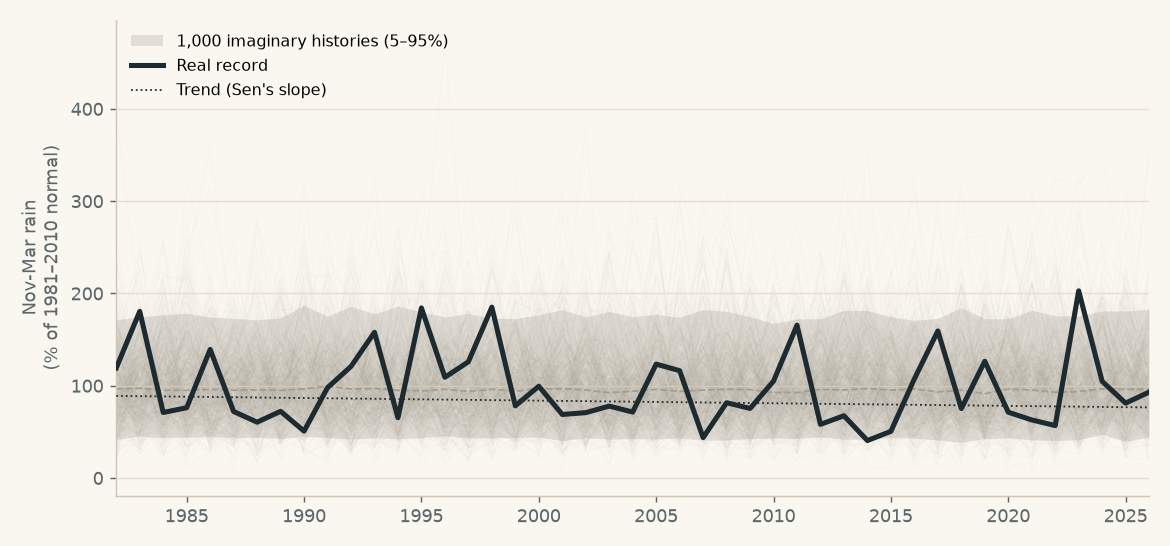 1,000 imaginary histories (5–95%)
Real record
Trend (Sen's slope)
Nov-Mar rain
(% of 1981–2010 normal)
400
300
200
100
0
1985
1990
1995
2000
2005
2010
2015
2020
2025